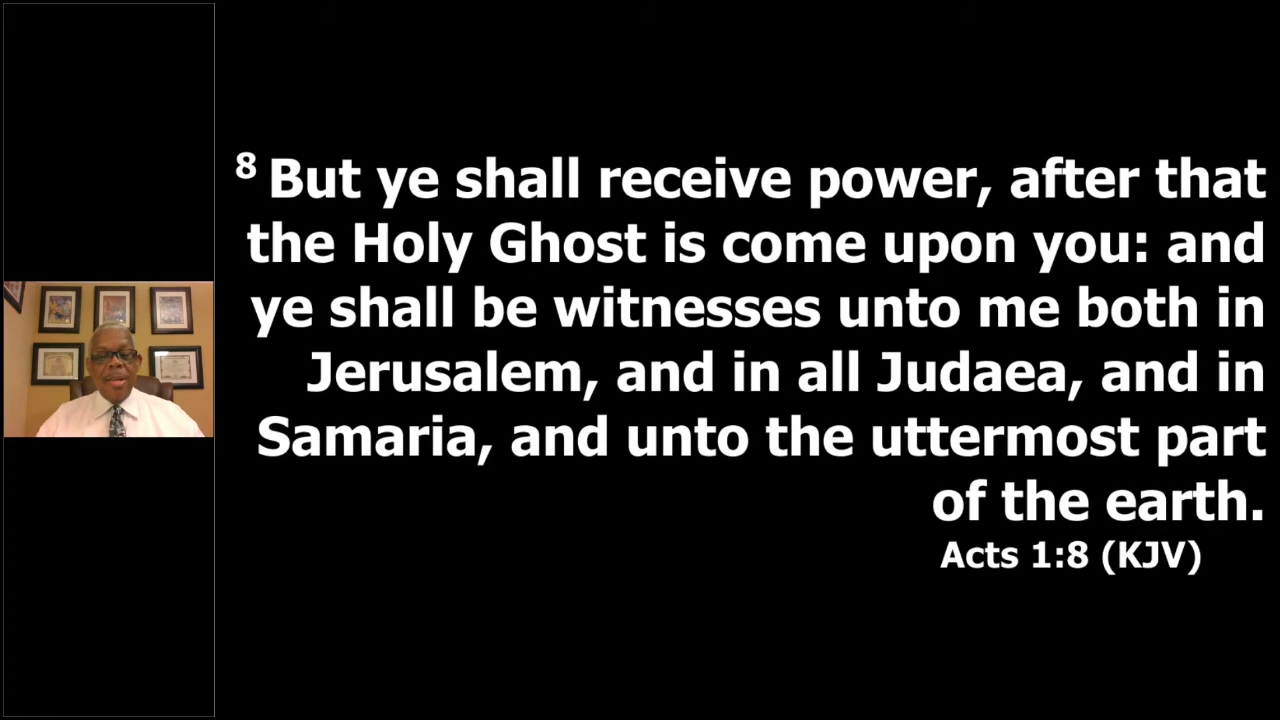 8 But ye shall receive power, after that
the Holy Ghost is come upon you: and
ye shall be witnesses unto me both in
Jerusalem, and in all Judaea, and in
Samaria, and unto the uttermost part
of the earth.
Acts 1:8 (KJV)